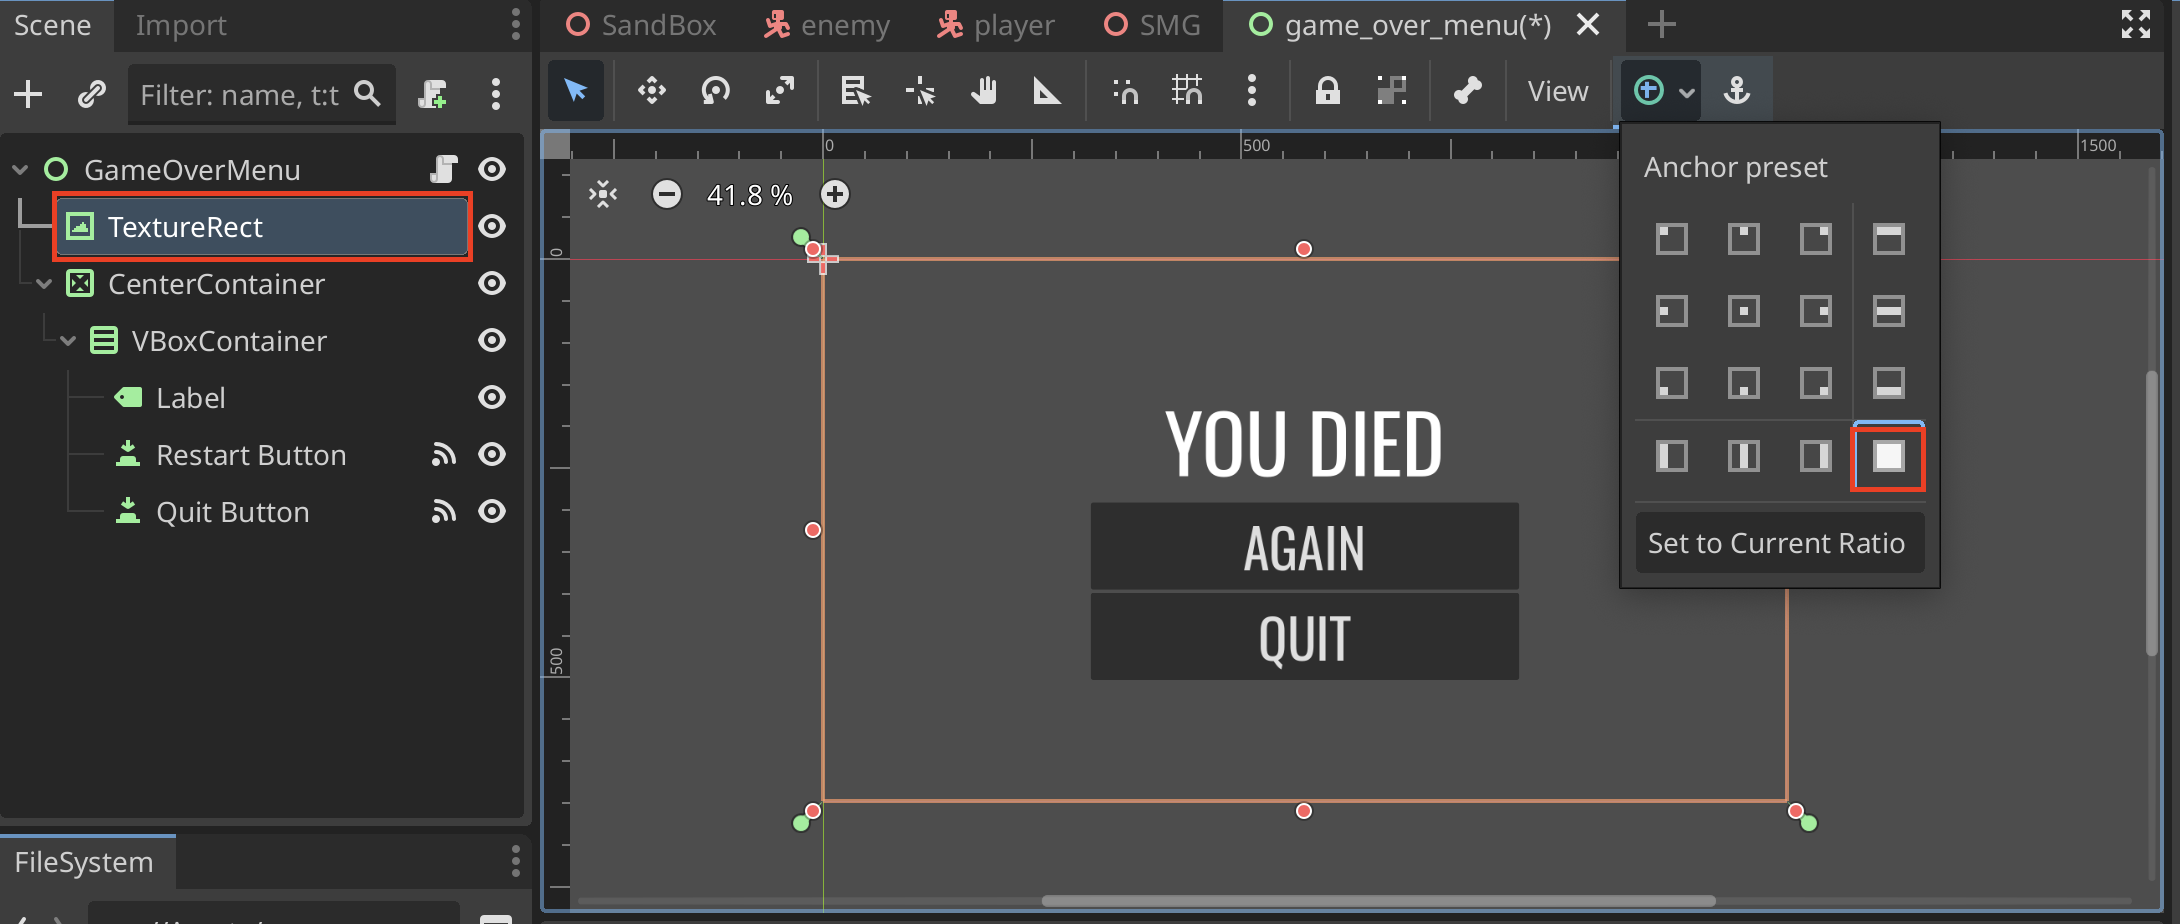 Scene
Import
SandBox
enemy
player
SMG
game_over_menu(*)
Filter: name, t:t
View
GameOverMenu
TextureRect
CenterContainer
VBoxContainer
Label
Restart Button
Quit Button
0
500
1500
0
500
41.8 %
YOU DIED
AGAIN
QUIT
Anchor preset
Set to Current Ratio
FileSystem